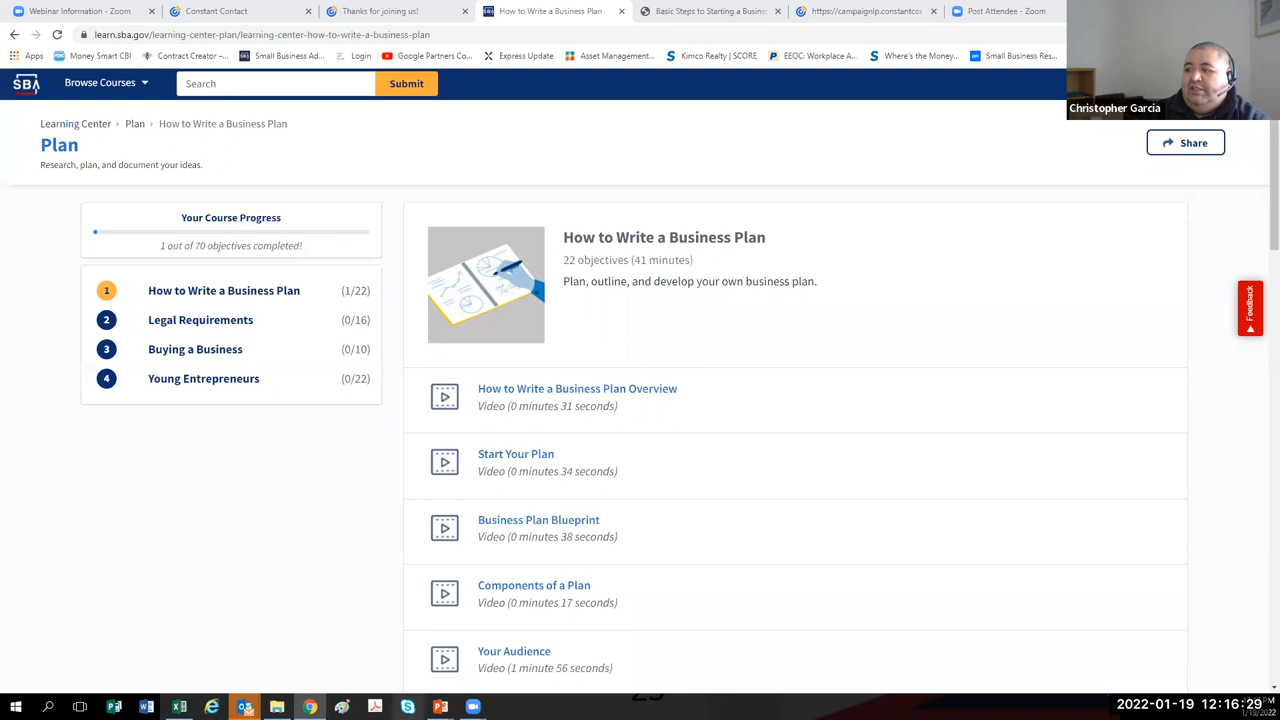 Webinar Information - Zoom
Constant Contact
Thanks for joining us!
How to Write a Business Plan
Basic Steps to Starting a Busines
https://campaignlp.constantco
Post Attendee - Zoom
learn.sba.gov/learning-center-plan/learning-center-how-to-write-a-business-plan
Apps
Money Smart CBI
Contract Creator –...
Small Business Ad...
Login
Google Partners Co...
Express Update
Asset Management...
Kimco Realty | SCORE
EEOC: Workplace A...
Where's the Money...
Small Business Res...
SBA
Browse Courses
Search
Submit
Christopher Garcia
Learning Center
Plan
How to Write a Business Plan
Plan
Research, plan, and document your ideas.
Share
Your Course Progress
1 out of 70 objectives completed!
1 How to Write a Business Plan (1/22)
2 Legal Requirements (0/16)
3 Buying a Business (0/10)
4 Young Entrepreneurs (0/22)
How to Write a Business Plan
22 objectives (41 minutes)
Plan, outline, and develop your own business plan.
Feedback
How to Write a Business Plan Overview
Video (0 minutes 31 seconds)
Start Your Plan
Video (0 minutes 34 seconds)
Business Plan Blueprint
Video (0 minutes 38 seconds)
Components of a Plan
Video (0 minutes 17 seconds)
Your Audience
Video (1 minute 56 seconds)
2022-01-19 12:16:29